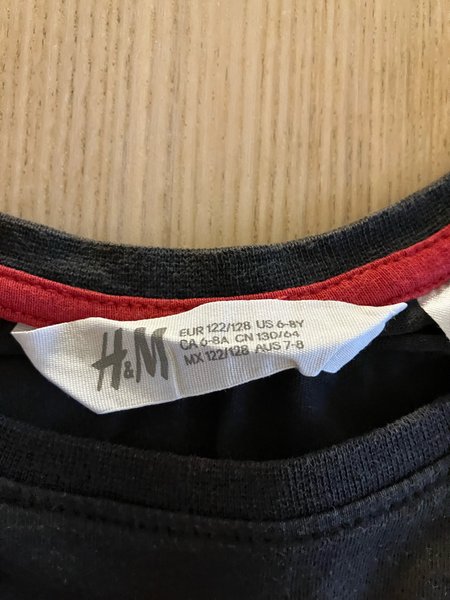 H&M
EUR 122/128 US 6-8Y
CA 6-8A CN 130/64
MX 122/128 AUS 7-8